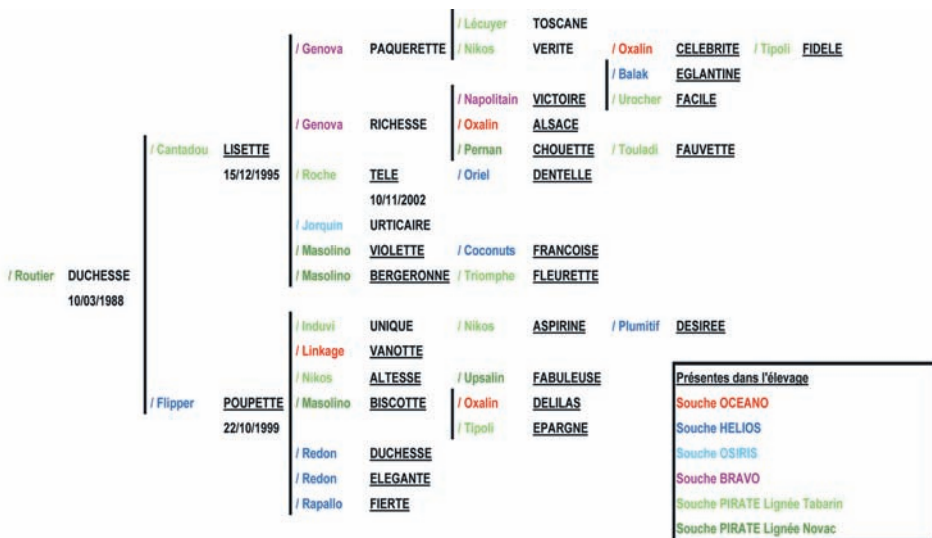 / Lécuyer TOSCANE
/ Genova PAQUERETTE / Nikos VERITE / Oxalin CELEBRITE / Tipoli FIDELE
/ Balak EGLANTINE
/ Napolitain VICTOIRE / Urocher FACILE
/ Genova RICHESSE / Oxalin ALSACE
/ Cantadou LISETTE / Pernan CHOUETTE / Touladi FAUVETTE
15/12/1995 / Roche TELE / Oriel DENTELLE
10/11/2002
/ Jorquin URTICAIRE
/ Masolino VIOLETTE / Coconuts FRANCOISE
/ Routier DUCHESSE / Masolino BERGERONNE / Triomphe FLEURETTE
10/03/1988
/ Induvi UNIQUE / Nikos ASPIRINE / Plumitif DESIREE
/ Linkage VANOTTE
/ Nikos ALTESSE / Upsalin FABULEUSE Présentes dans l'élevage
/ Flipper POUPETTE / Masolino BISCOTTE / Oxalin DELILAS Souche OCEANO
22/10/1999 / Tipoli EPARGNE Souche HELIOS
/ Redon DUCHESSE Souche OSIRIS
/ Redon ELEGANTE Souche BRAVO
/ Rapallo FIERTE Souche PIRATE Lignée Tabarin
Souche PIRATE Lignée Novac